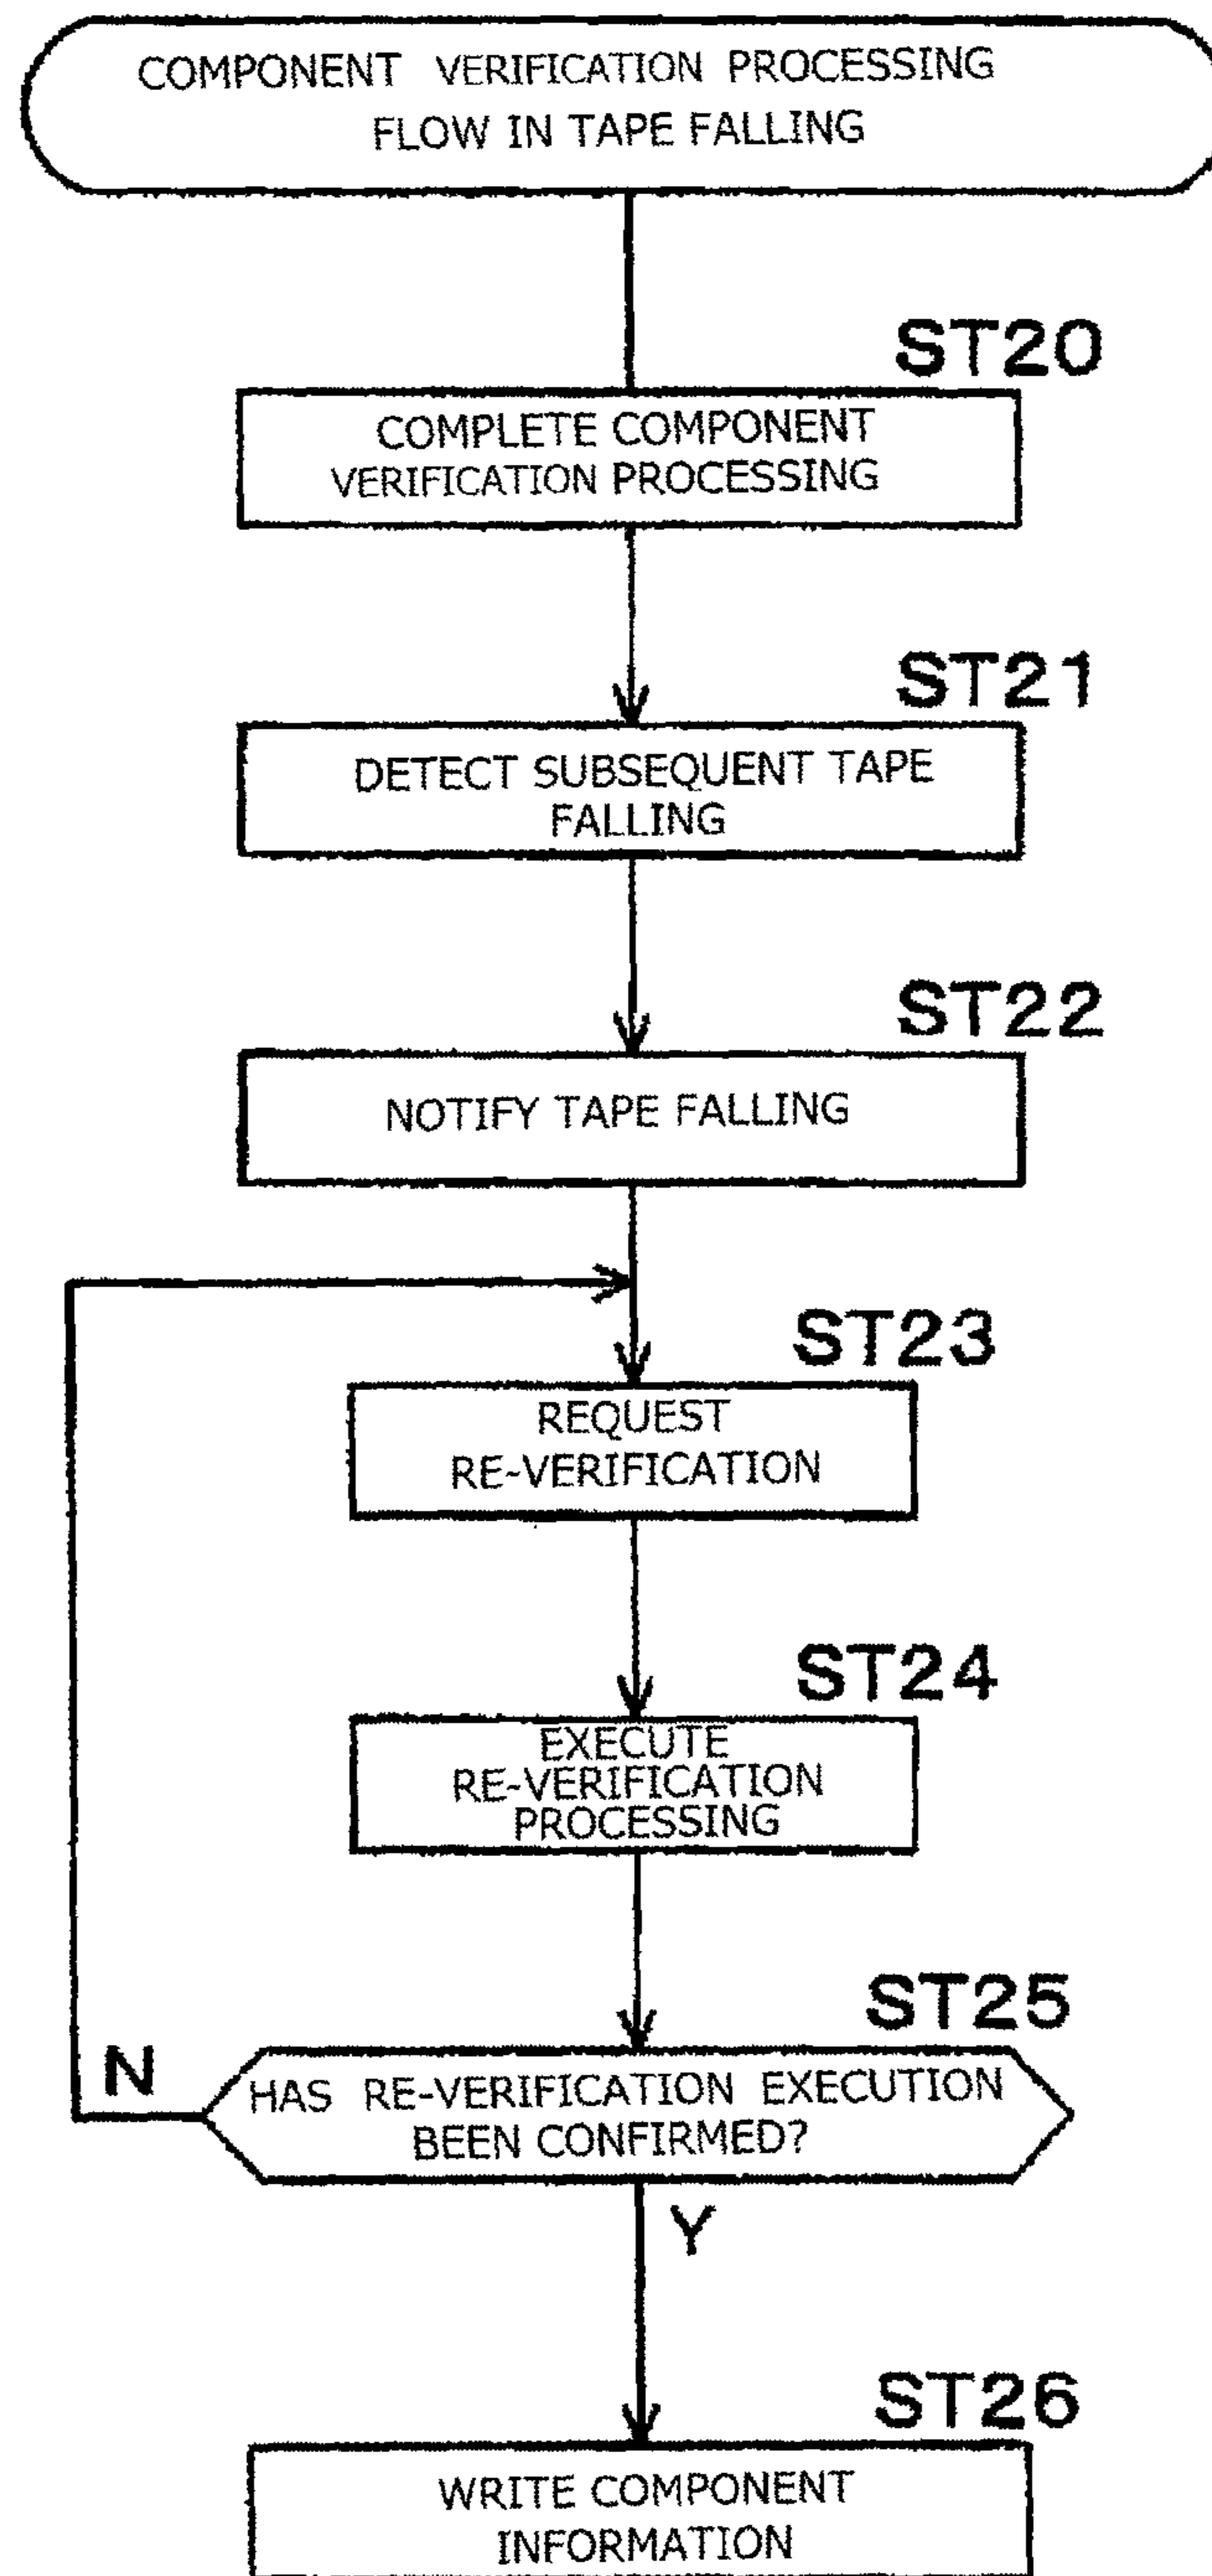 COMPONENT VERIFICATION PROCESSING
FLOW IN TAPE FALLING
ST20
COMPLETE COMPONENT
VERIFICATION PROCESSING
ST21
DETECT SUBSEQUENT TAPE
FALLING
ST22
NOTIFY TAPE FALLING
ST23
REQUEST
RE-VERIFICATION
ST24
EXECUTE
RE-VERIFICATION
PROCESSING
ST25
N
HAS RE-VERIFICATION EXECUTION
BEEN CONFIRMED?
Y
ST26
WRITE COMPONENT
INFORMATION